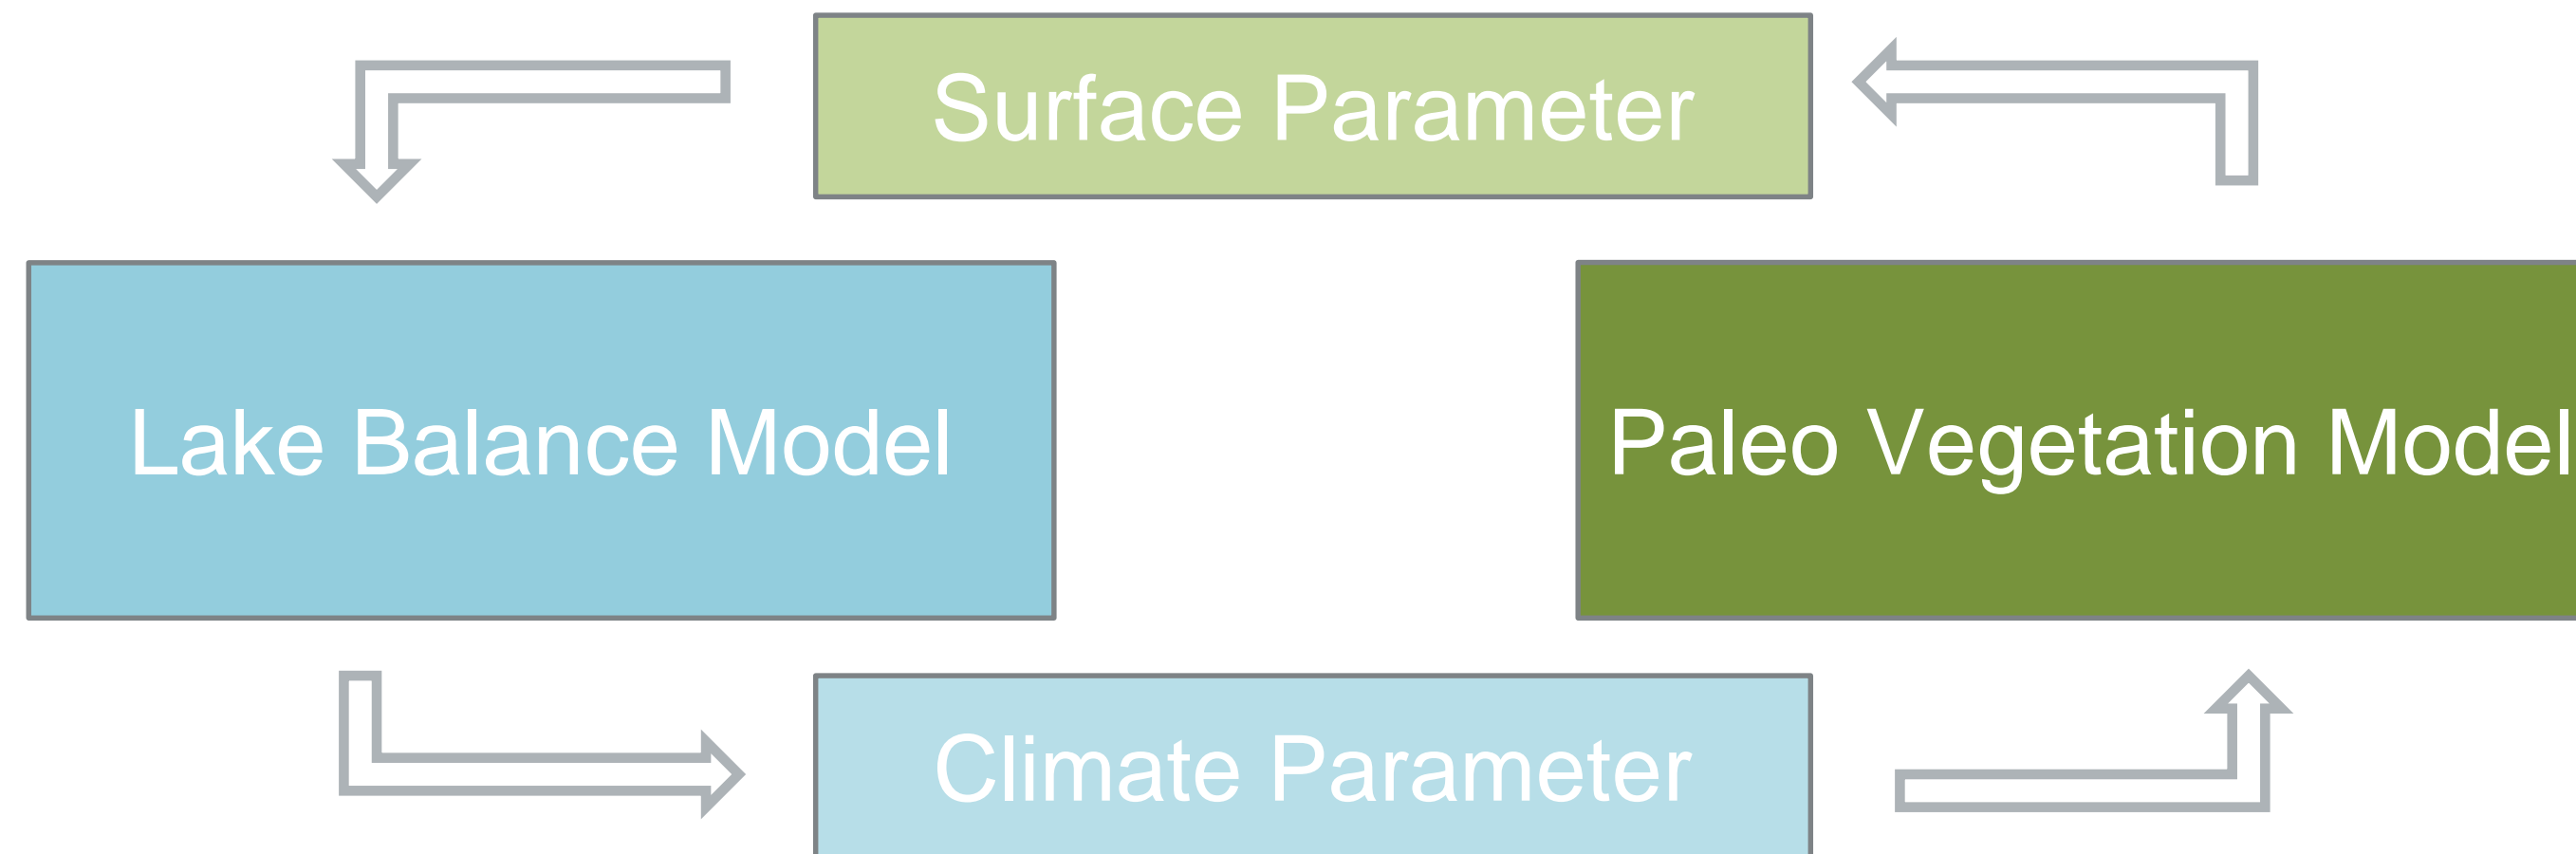 Surface Parameter
Lake Balance Model
Paleo Vegetation Model
Climate Parameter